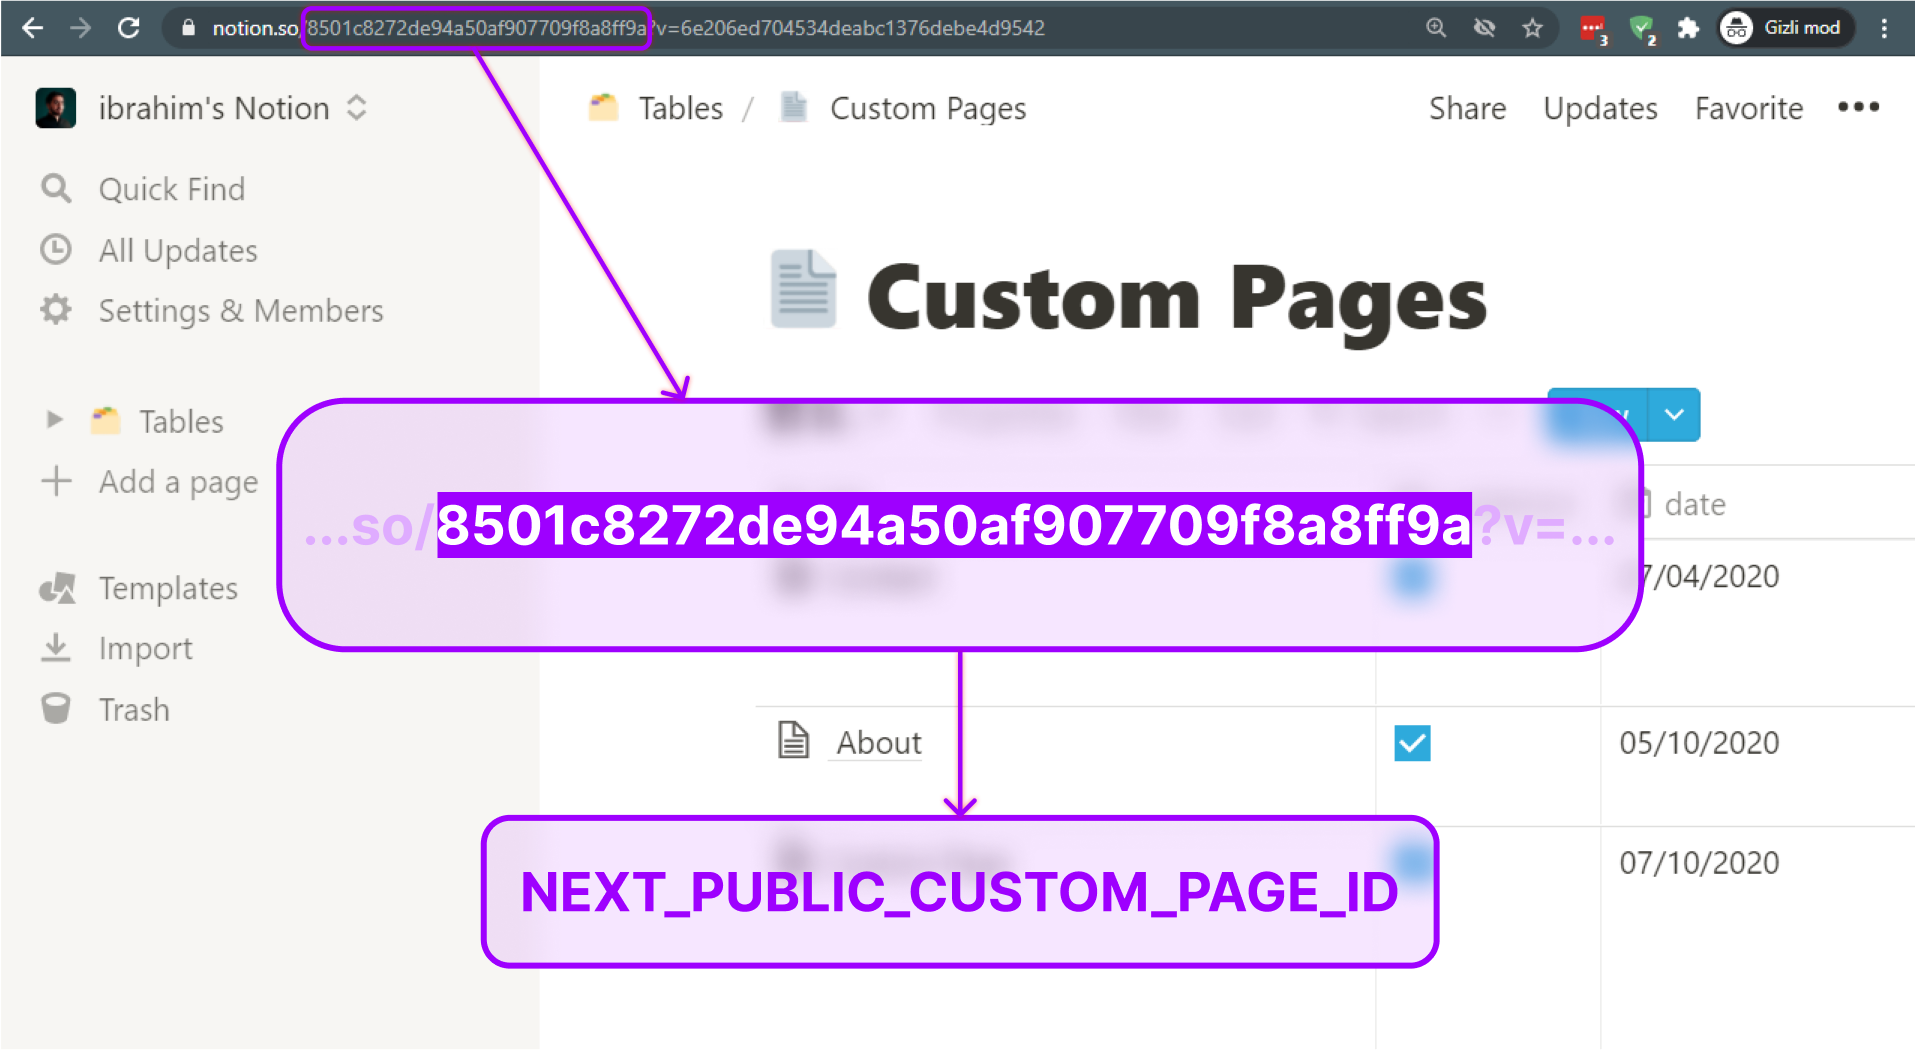 notion.so/8501c8272de94a50af907709f8a8ff9a?v=6e206ed704534deabc1376debe4d9542
3
2
Gizli mod
ibrahim's Notion
Tables / Custom Pages
Share Updates Favorite •••
Quick Find
All Updates
Settings & Members
Custom Pages
Tables
Add a page
...so/8501c8272de94a50af907709f8a8ff9a?v=...
date
7/04/2020
Templates
Import
Trash
About
05/10/2020
07/10/2020
NEXT_PUBLIC_CUSTOM_PAGE_ID